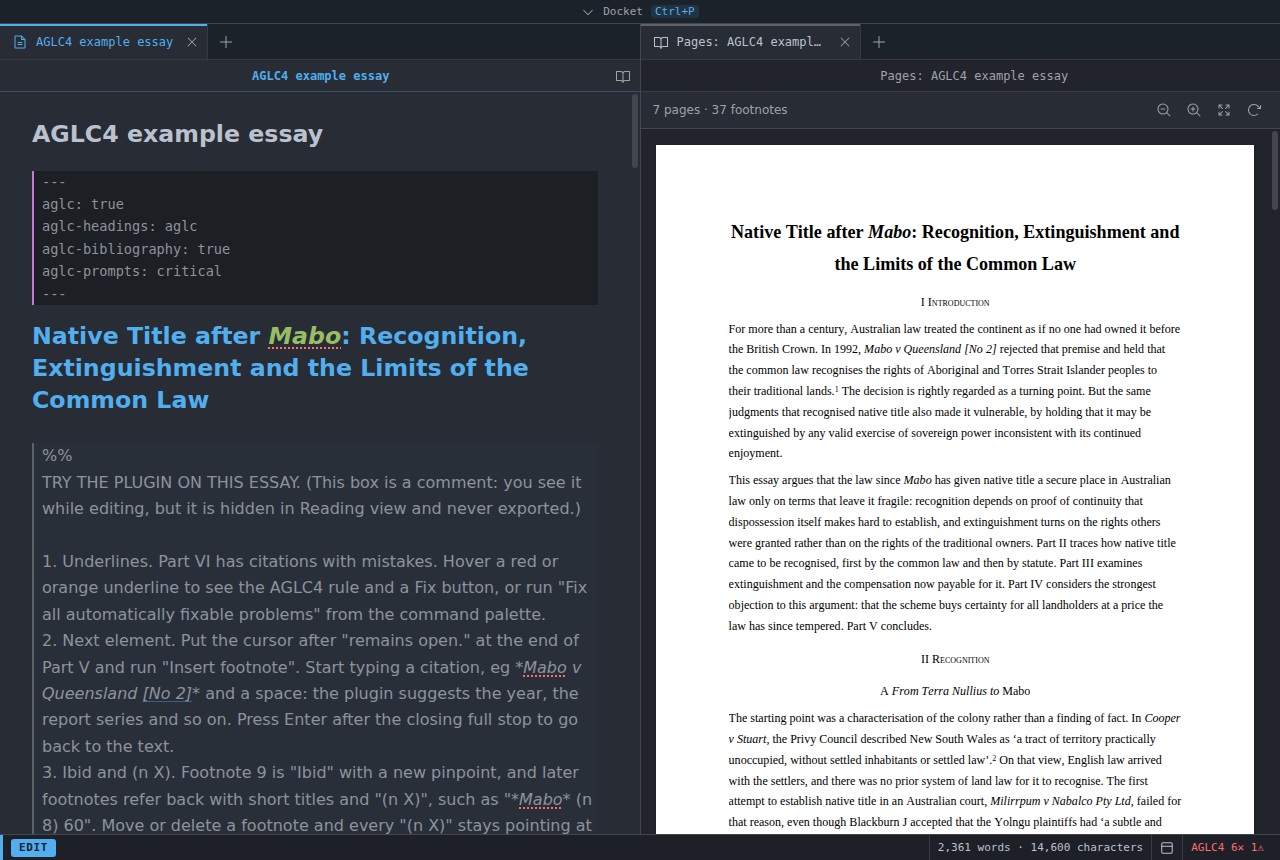 Docket Ctrl+P
AGLC4 example essay
Pages: AGLC4 exampl…
AGLC4 example essay
Pages: AGLC4 example essay
AGLC4 example essay
---
aglc: true
aglc-headings: aglc
aglc-bibliography: true
aglc-prompts: critical
---
Native Title after Mabo: Recognition,
Extinguishment and the Limits of the
Common Law
%%
TRY THE PLUGIN ON THIS ESSAY. (This box is a comment: you see it
while editing, but it is hidden in Reading view and never exported.)
1. Underlines. Part VI has citations with mistakes. Hover a red or
orange underline to see the AGLC4 rule and a Fix button, or run "Fix
all automatically fixable problems" from the command palette.
2. Next element. Put the cursor after "remains open." at the end of
Part V and run "Insert footnote". Start typing a citation, eg *Mabo v
Queensland [No 2]* and a space: the plugin suggests the year, the
report series and so on. Press Enter after the closing full stop to go
back to the text.
3. Ibid and (n X). Footnote 9 is "Ibid" with a new pinpoint, and later
footnotes refer back with short titles and "(n X)", such as "*Mabo* (n
8) 60". Move or delete a footnote and every "(n X)" stays pointing at
7 pages · 37 footnotes
Native Title after Mabo: Recognition, Extinguishment and
the Limits of the Common Law
I Introduction
For more than a century, Australian law treated the continent as if no one had owned it before
the British Crown. In 1992, Mabo v Queensland [No 2] rejected that premise and held that
the common law recognises the rights of Aboriginal and Torres Strait Islander peoples to
their traditional lands.1 The decision is rightly regarded as a turning point. But the same
judgments that recognised native title also made it vulnerable, by holding that it may be
extinguished by any valid exercise of sovereign power inconsistent with its continued
enjoyment.
This essay argues that the law since Mabo has given native title a secure place in Australian
law only on terms that leave it fragile: recognition depends on proof of continuity that
dispossession itself makes hard to establish, and extinguishment turns on the rights others
were granted rather than on the rights of the traditional owners. Part II traces how native title
came to be recognised, first by the common law and then by statute. Part III examines
extinguishment and the compensation now payable for it. Part IV considers the strongest
objection to this argument: that the scheme buys certainty for all landholders at a price the
law has since tempered. Part V concludes.
II Recognition
A From Terra Nullius to Mabo
The starting point was a characterisation of the colony rather than a finding of fact. In Cooper
v Stuart, the Privy Council described New South Wales as ‘a tract of territory practically
unoccupied, without settled inhabitants or settled law’.2 On that view, English law arrived
with the settlers, and there was no prior system of land law for it to recognise. The first
attempt to establish native title in an Australian court, Milirrpum v Nabalco Pty Ltd, failed for
that reason, even though Blackburn J accepted that the Yolngu plaintiffs had ‘a subtle and
EDIT
2,361 words · 14,600 characters
AGLC4 6× 1⚠